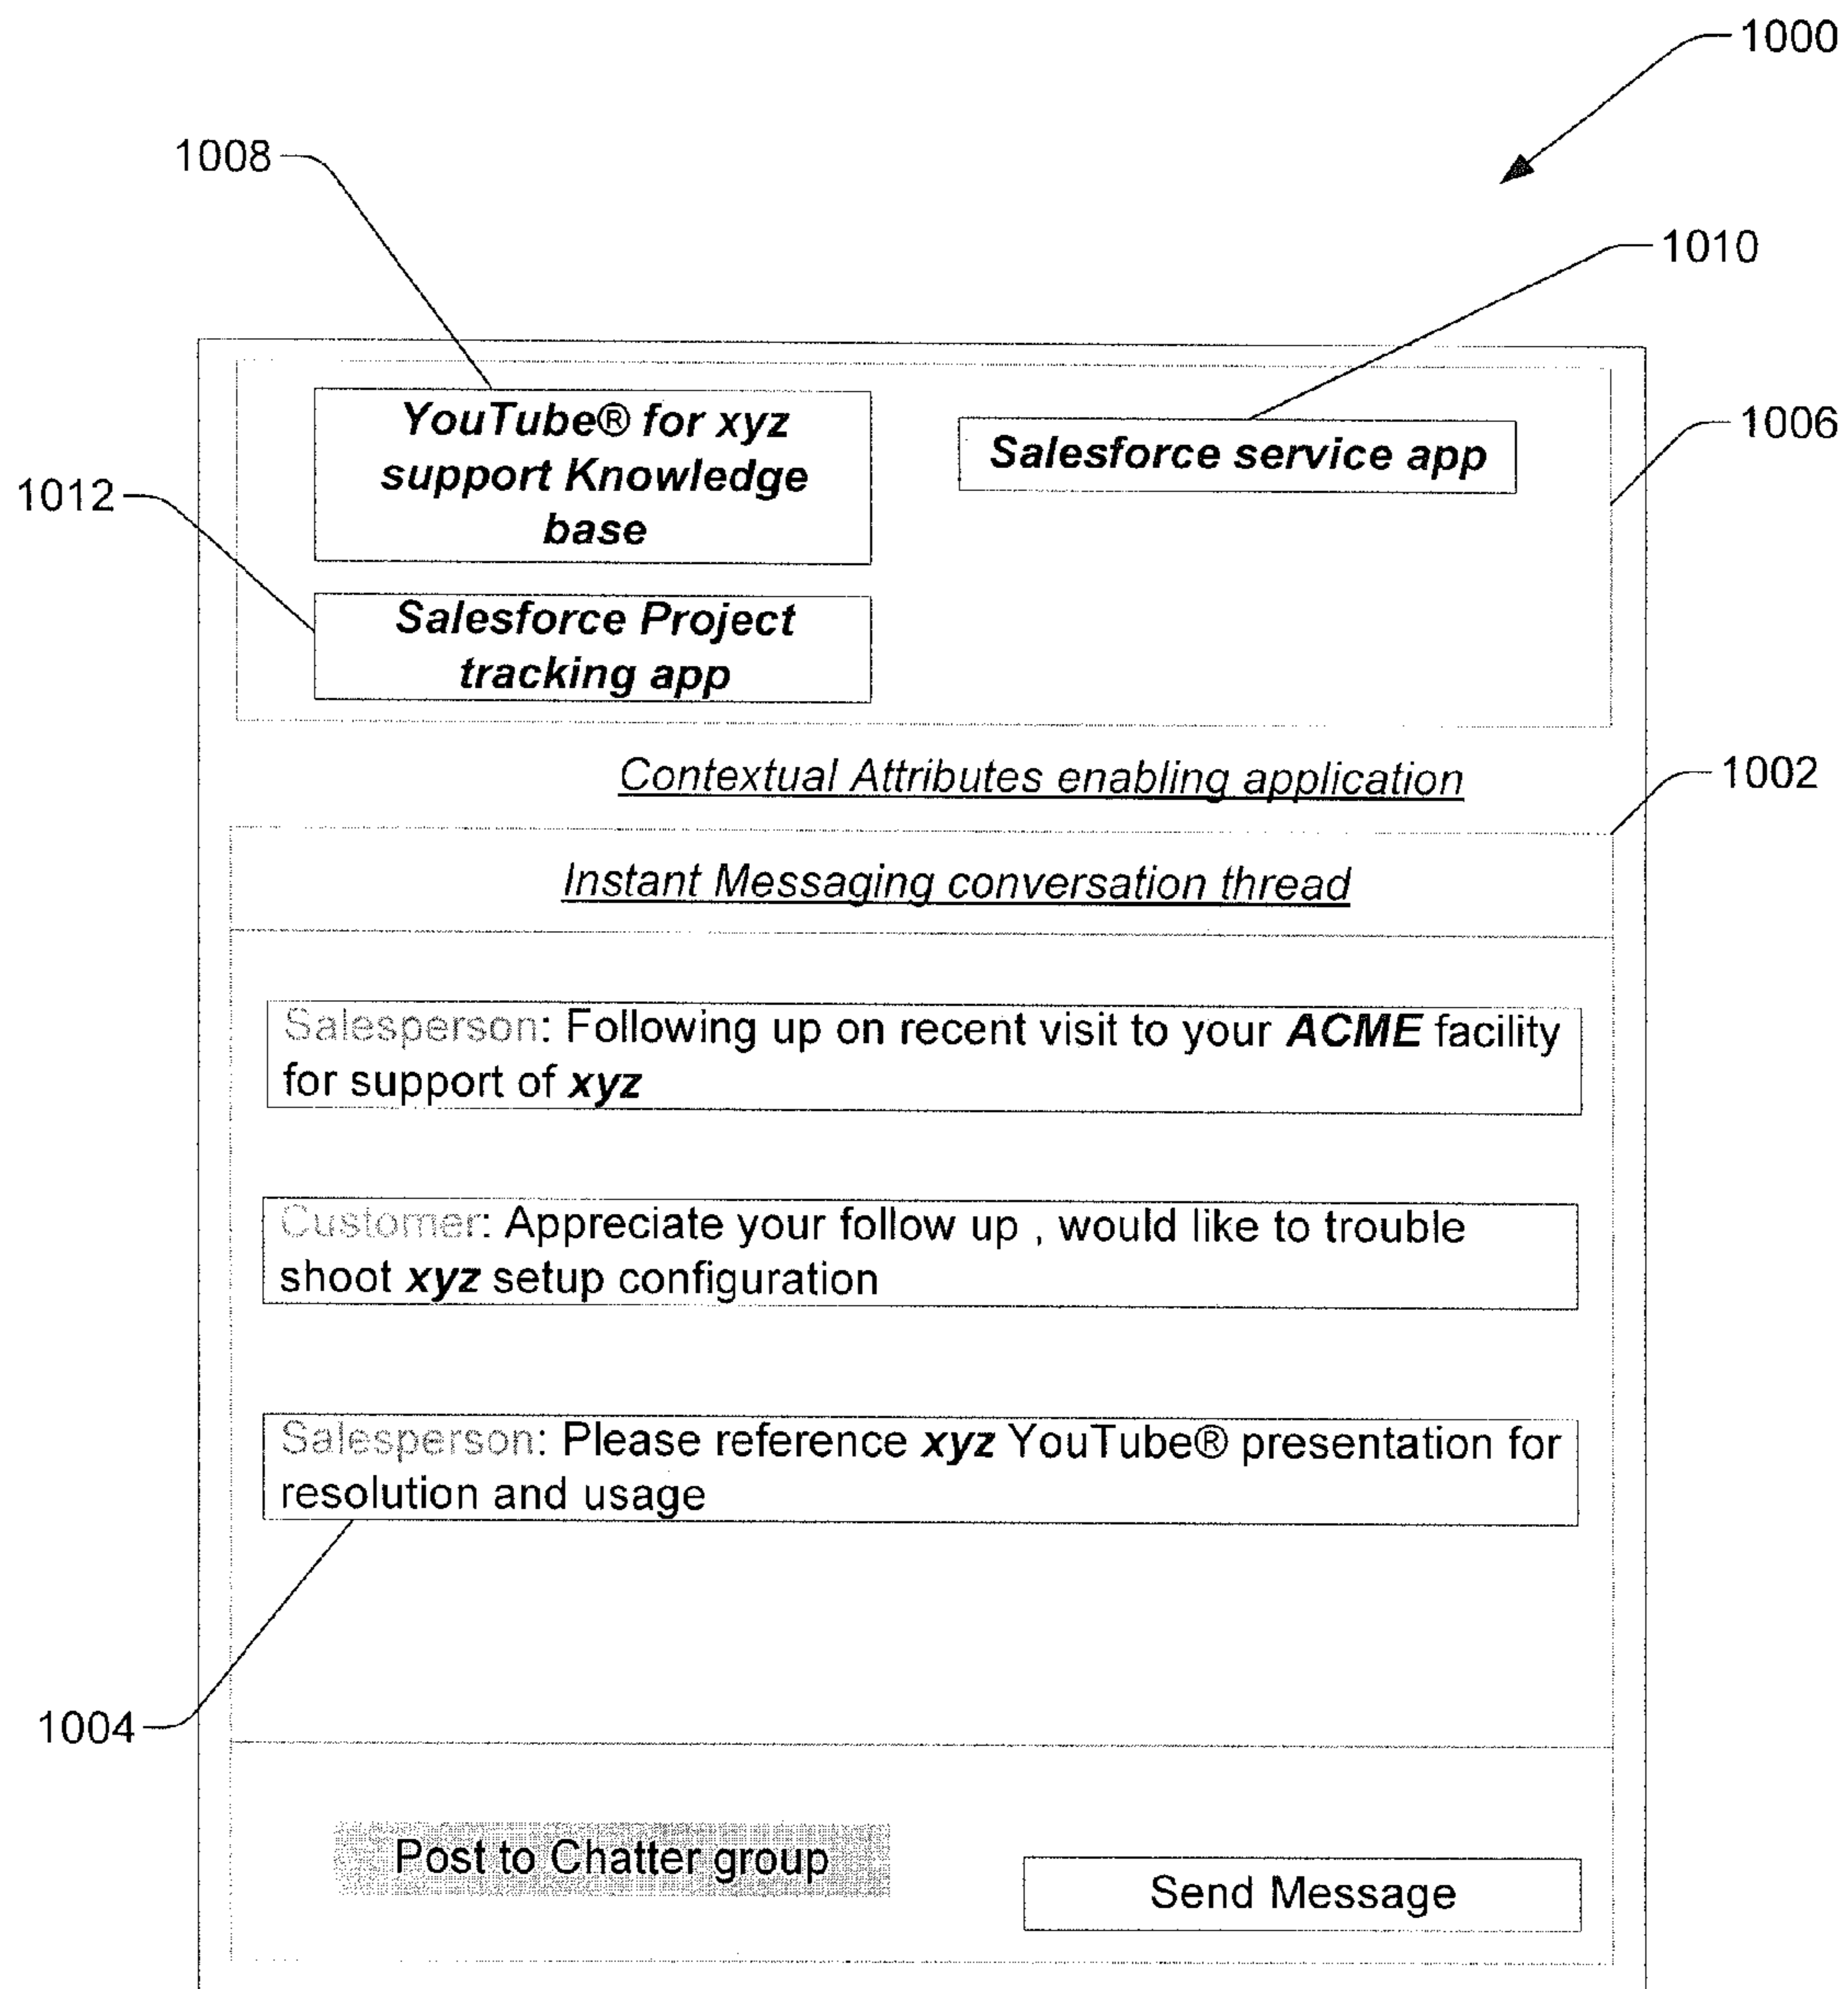 1000
1008
1010
YouTube® for xyz
support Knowledge
base
Salesforce service app
1006
1012
Salesforce Project
tracking app
Contextual Attributes enabling application
1002
Instant Messaging conversation thread
Salesperson: Following up on recent visit to your ACME facility
for support of xyz
Customer: Appreciate your follow up , would like to trouble
shoot xyz setup configuration
Salesperson: Please reference xyz YouTube® presentation for
resolution and usage
1004
Post to Chatter group
Send Message